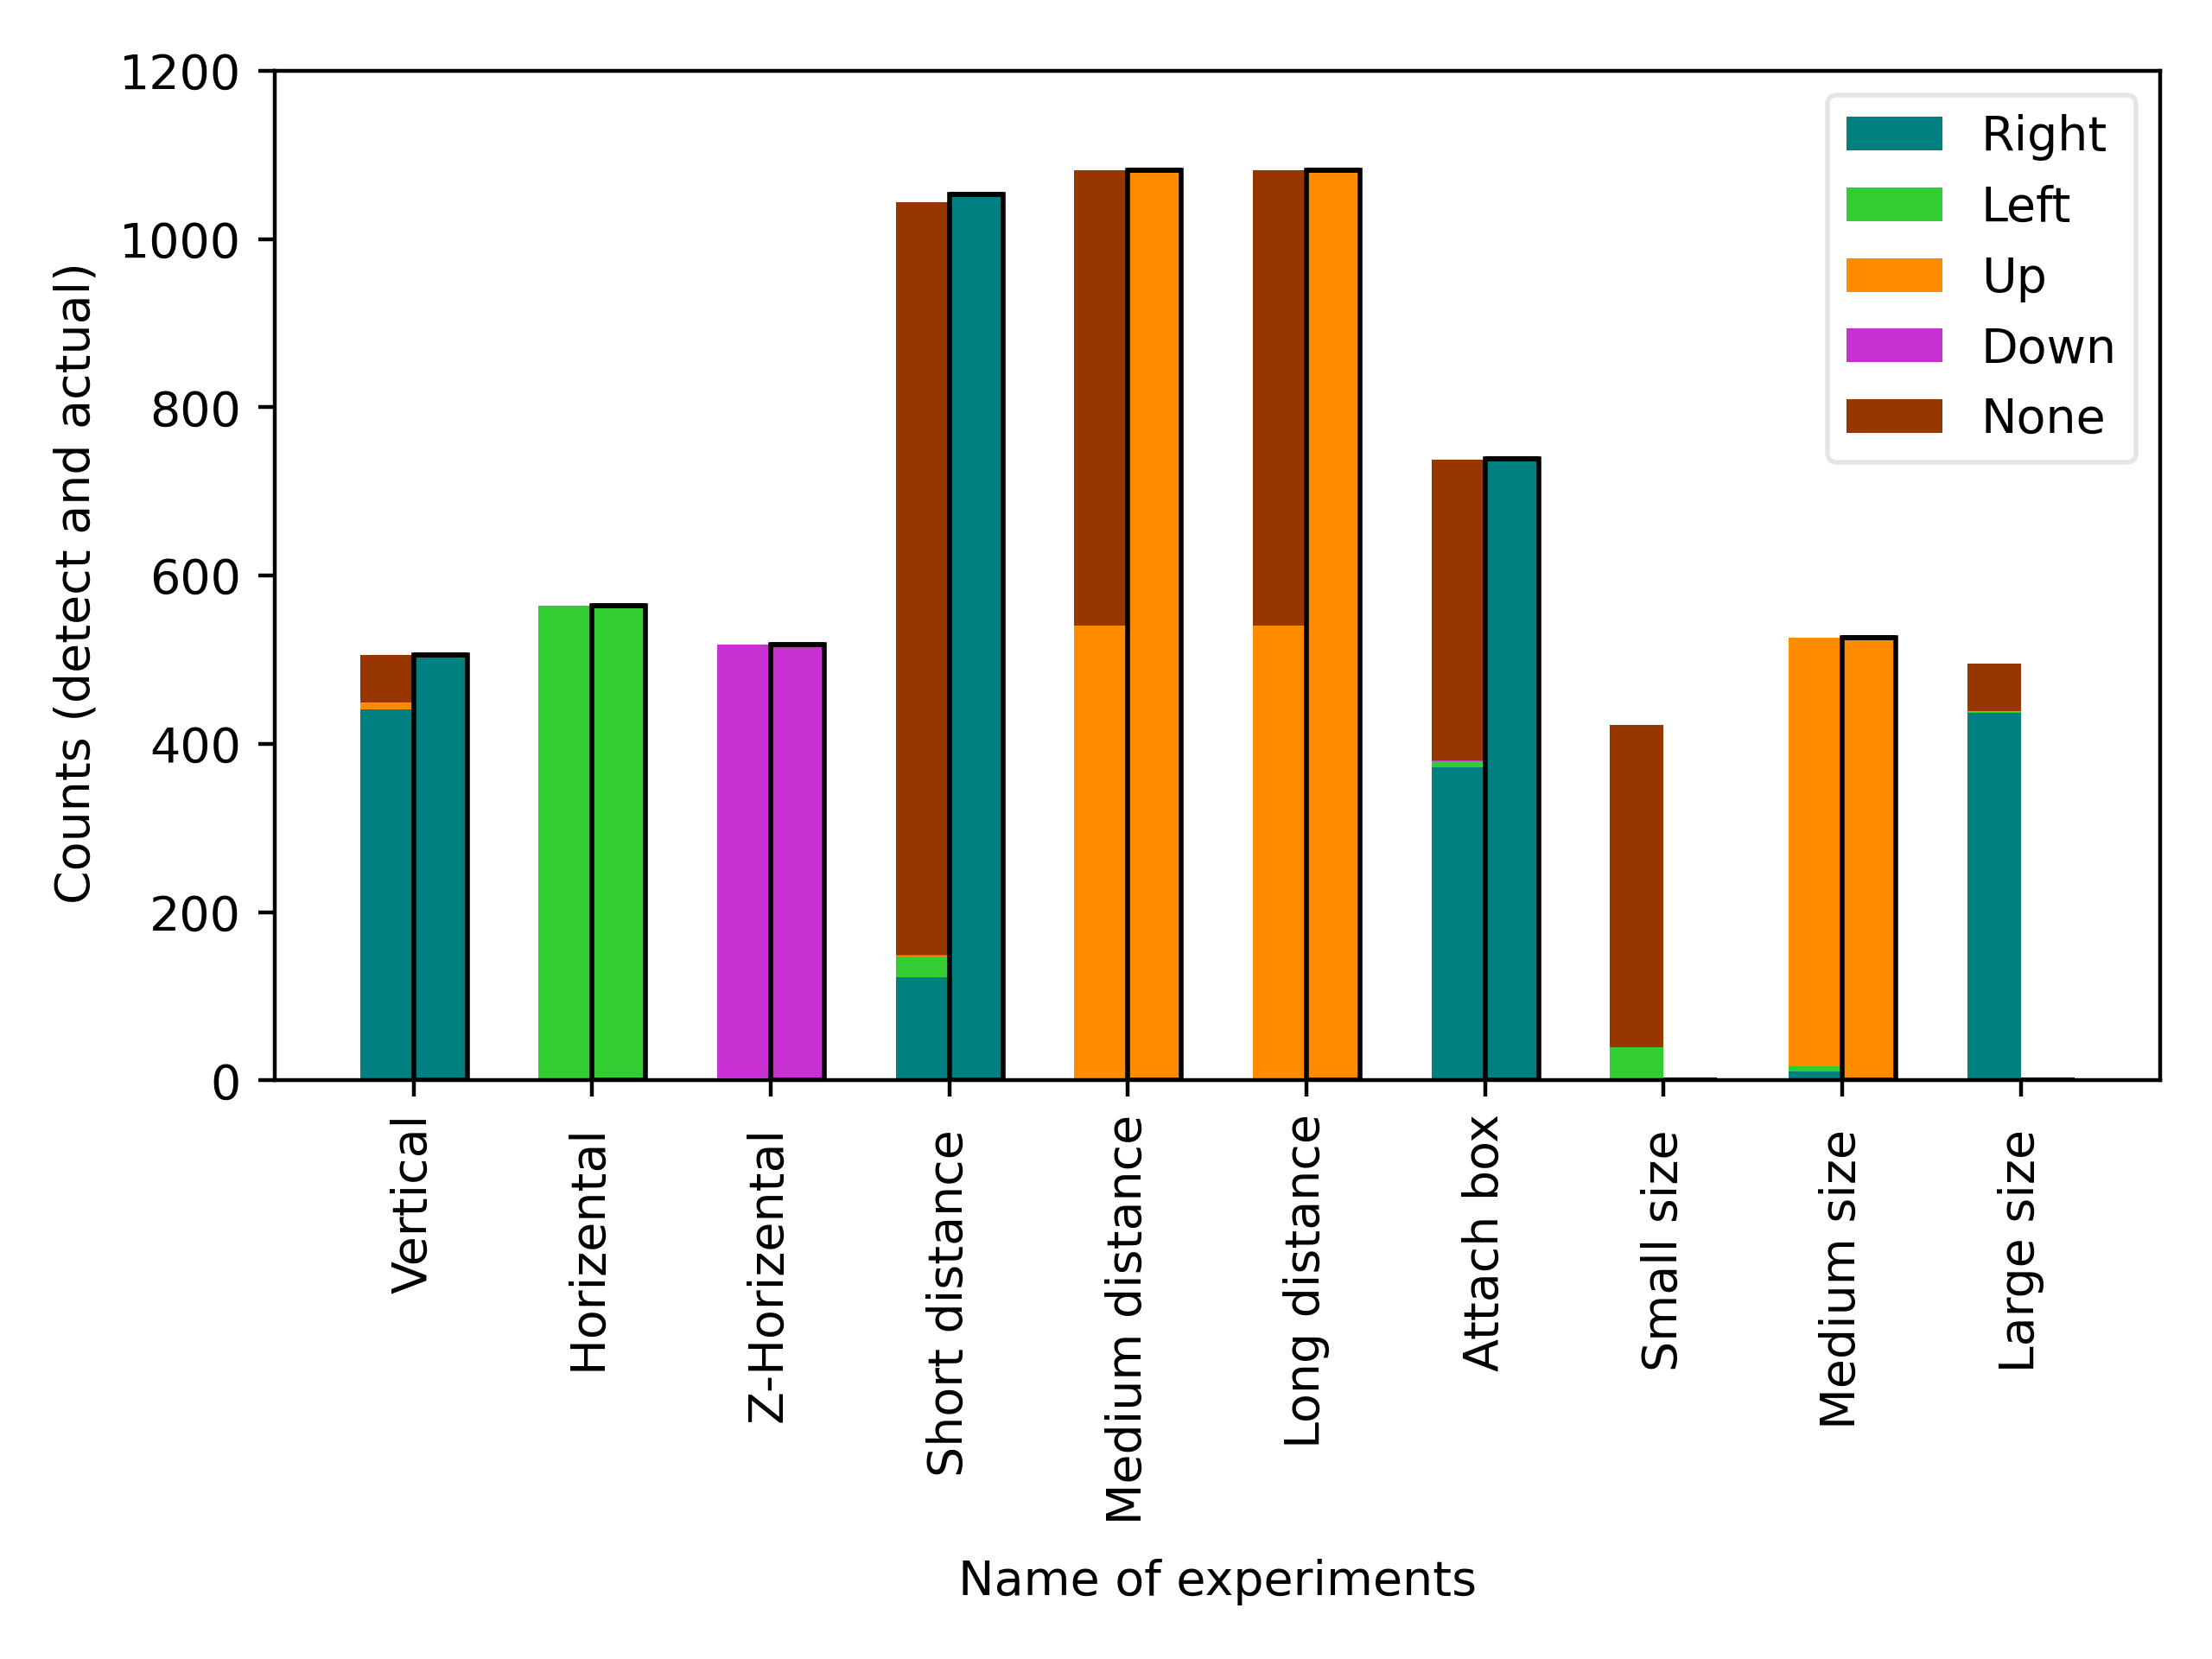 Counts (detect and actual)
1200
1000
800
600
400
200
0
Right
Left
Up
Down
None
Vertical
Horizental
Z-Horizental
Short distance
Medium distance
Long distance
Attach box
Small size
Medium size
Large size
Name of experiments